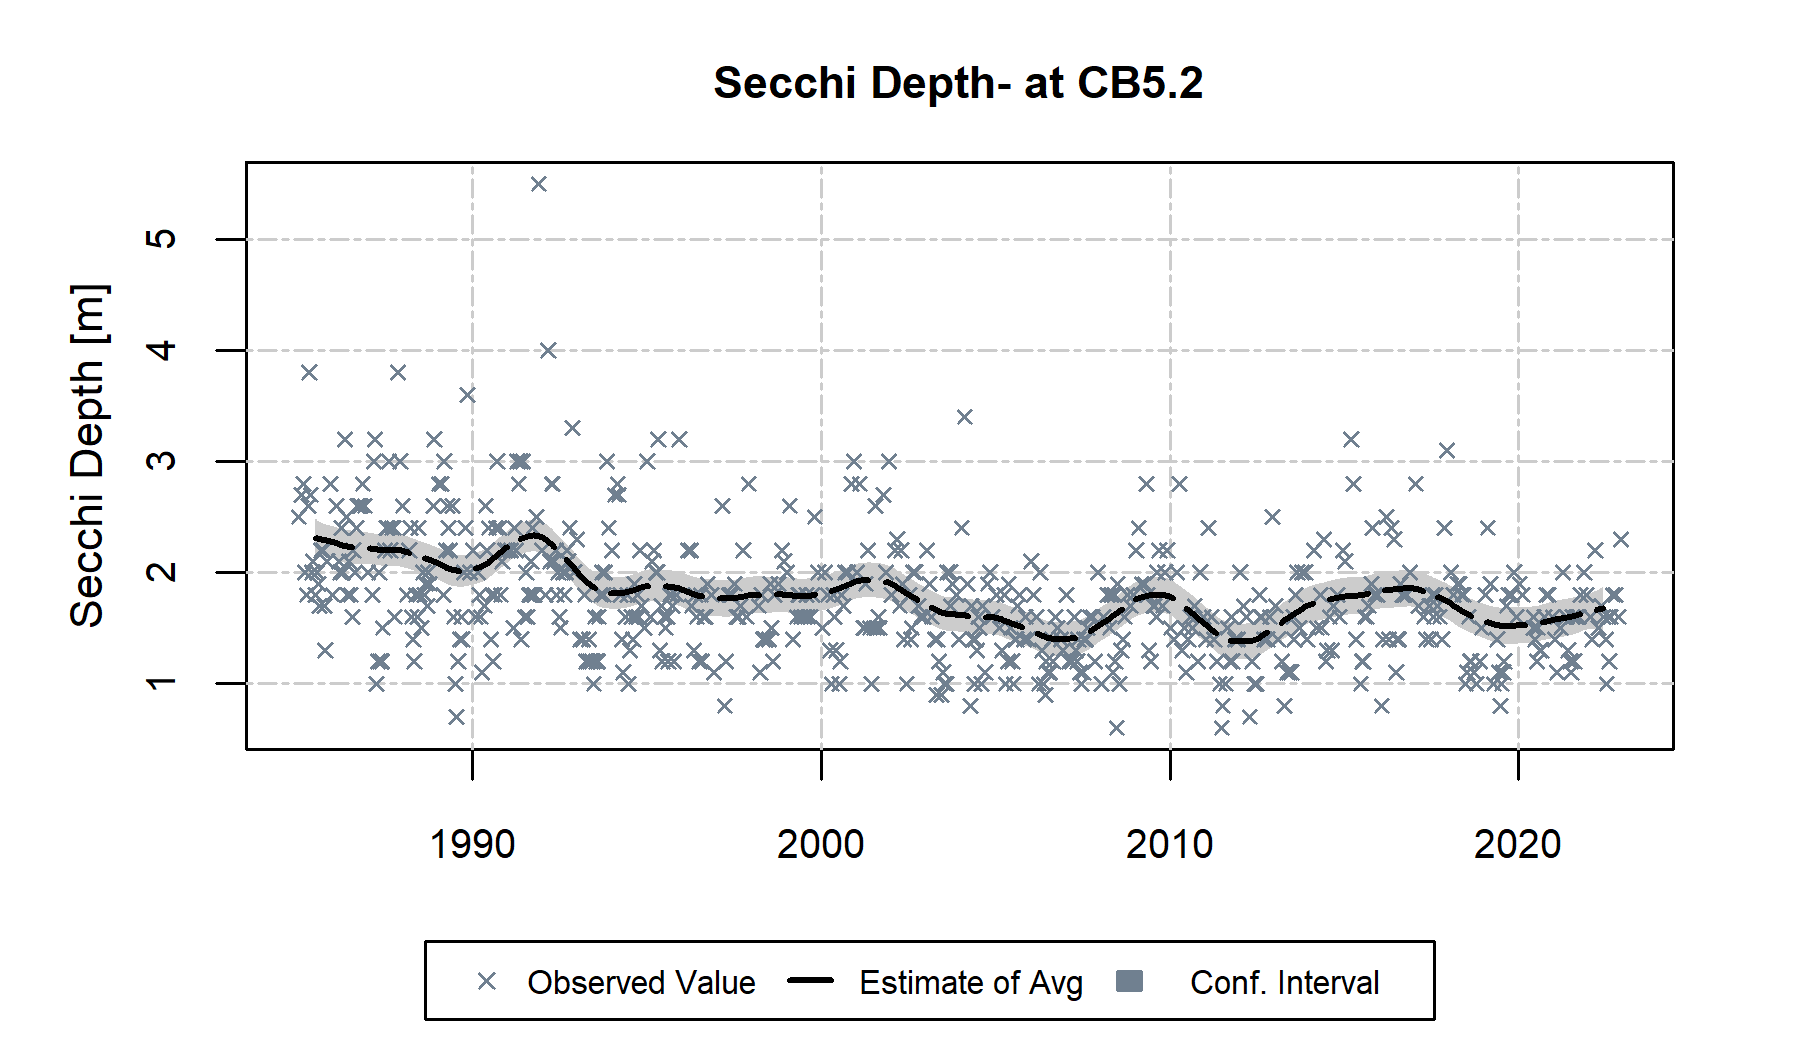 Secchi Depth- at CB5.2
Secchi Depth [m]
5
4
3
2
1
1990 2000 2010 2020
Observed Value Estimate of Avg Conf. Interval